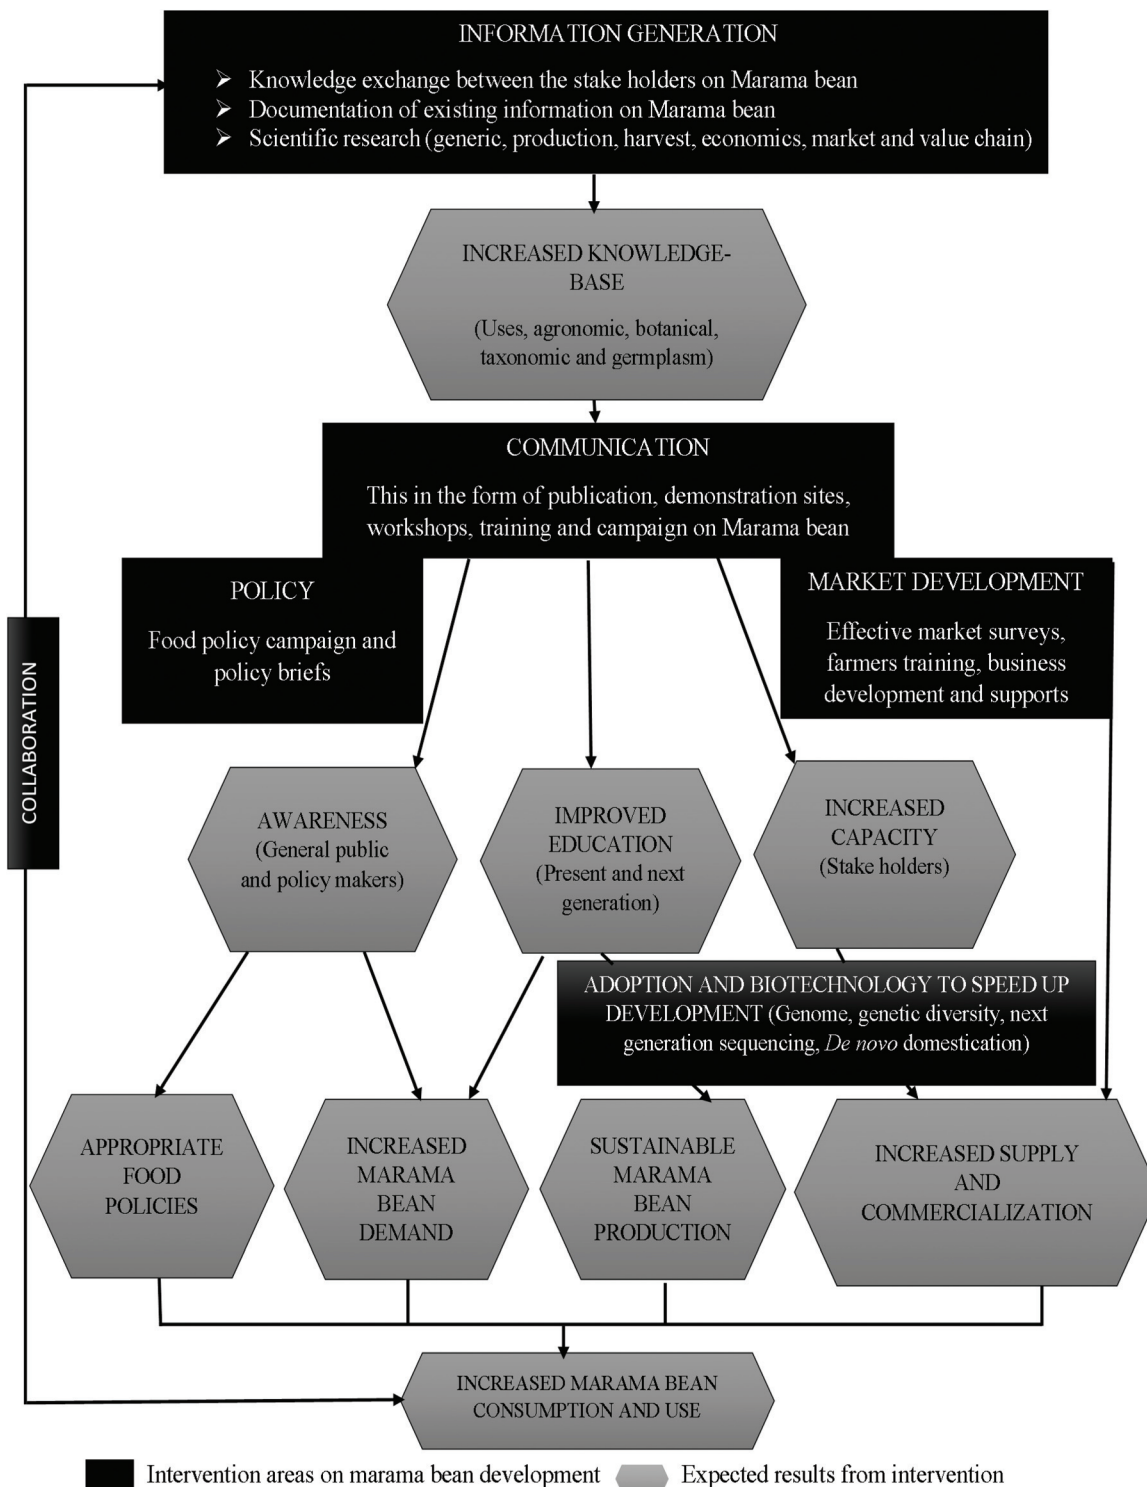 INFORMATION GENERATION
➢ Knowledge exchange between the stake holders on Marama bean
➢ Documentation of existing information on Marama bean
➢ Scientific research (generic, production, harvest, economics, market and value chain)
INCREASED KNOWLEDGE-
BASE
(Uses, agronomic, botanical,
taxonomic and germplasm)
COMMUNICATION
This in the form of publication, demonstration sites,
workshops, training and campaign on Marama bean
POLICY
Food policy campaign and
policy briefs
MARKET DEVELOPMENT
Effective market surveys,
farmers training, business
development and supports
COLLABORATION
AWARENESS
(General public
and policy makers)
IMPROVED
EDUCATION
(Present and next
generation)
INCREASED
CAPACITY
(Stake holders)
ADOPTION AND BIOTECHNOLOGY TO SPEED UP
DEVELOPMENT (Genome, genetic diversity, next
generation sequencing, De novo domestication)
APPROPRIATE
FOOD
POLICIES
INCREASED
MARAMA
BEAN
DEMAND
SUSTAINABLE
MARAMA
BEAN
PRODUCTION
INCREASED SUPPLY
AND
COMMERCIALIZATION
INCREASED MARAMA BEAN
CONSUMPTION AND USE
Intervention areas on marama bean development
Expected results from intervention